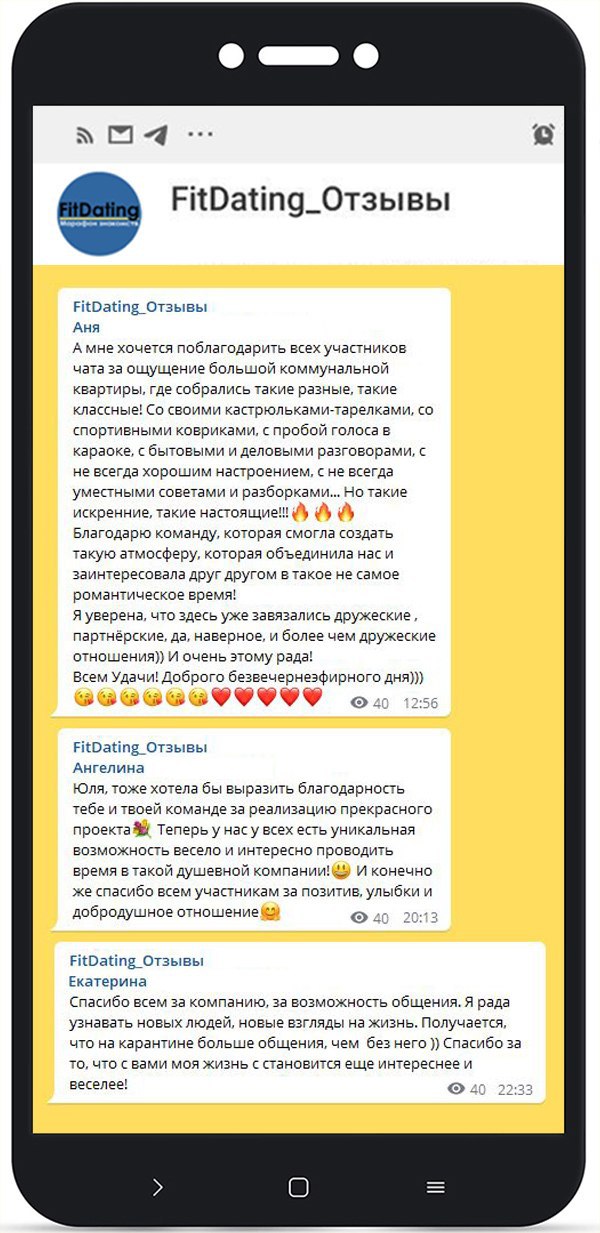 FitDating_Отзывы
FitDating
Марафон знакомств
FitDating_Отзывы
Аня
А мне хочется поблагодарить всех участников
чата за ощущение большой коммунальной
квартиры, где собрались такие разные, такие
классные! Со своими кастрюльками-тарелками, со
спортивными ковриками, с пробой голоса в
караоке, с бытовыми и деловыми разговорами, с
не всегда хорошим настроением, с не всегда
уместными советами и разборками... Но такие
искренние, такие настоящие!!!🔥🔥🔥
Благодарю команду, которая смогла создать
такую атмосферу, которая объединила нас и
заинтересовала друг другом в такое не самое
романтическое время!
Я уверена, что здесь уже завязались дружеские ,
партнёрские, да, наверное, и более чем дружеские
отношения)) И очень этому рада!
Всем Удачи! Доброго безвечернеэфирного дня)))
😘😘😘😘😘😘❤️❤️❤️❤️❤️ 40 12:56
FitDating_Отзывы
Ангелина
Юля, тоже хотела бы выразить благодарность
тебе и твоей команде за реализацию прекрасного
проекта💐 Теперь у нас у всех есть уникальная
возможность весело и интересно проводить
время в такой душевной компании!😃 И конечно
же спасибо всем участникам за позитив, улыбки и
добродушное отношение🤗 40 20:13
FitDating_Отзывы
Екатерина
Спасибо всем за компанию, за возможность общения. Я рада
узнавать новых людей, новые взгляды на жизнь. Получается,
что на карантине больше общения, чем без него )) Спасибо за
то, что с вами моя жизнь с становится еще интереснее и
веселее! 40 22:33